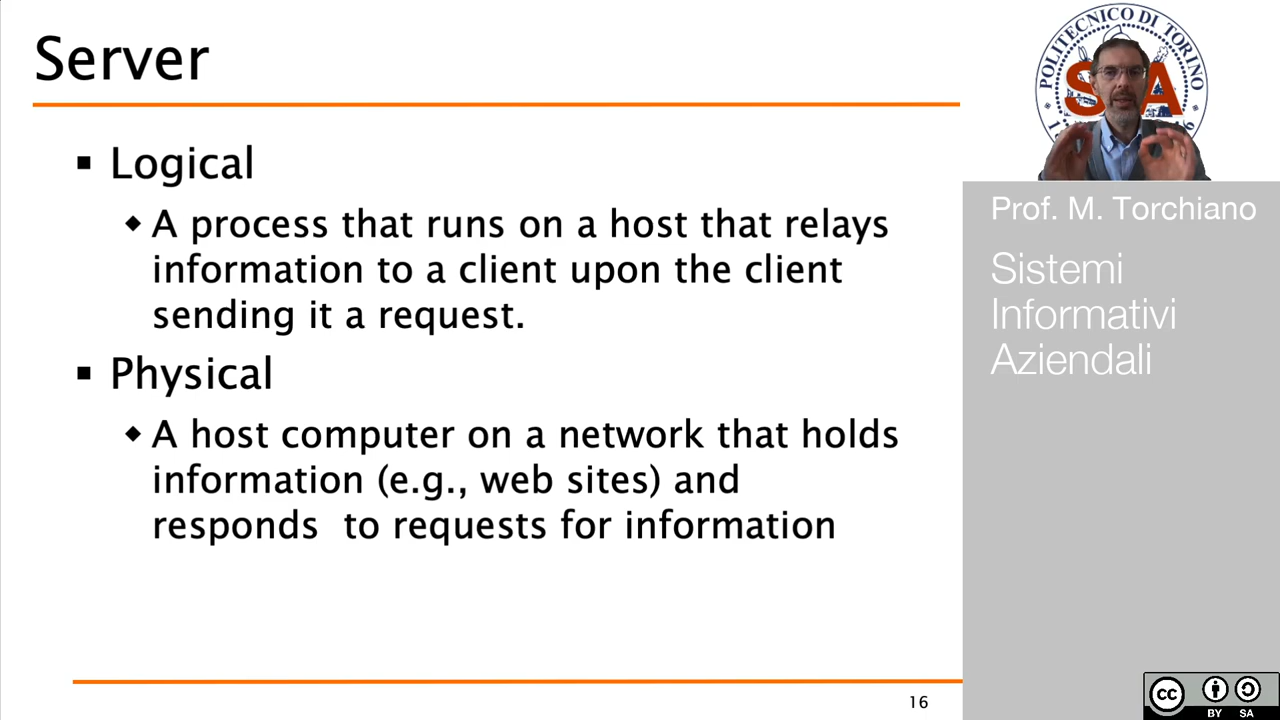 Server
▪ Logical
◆ A process that runs on a host that relays
information to a client upon the client
sending it a request.
▪ Physical
◆ A host computer on a network that holds
information (e.g., web sites) and
responds  to requests for information
16
POLITECNICO DI TORINO
S A
Prof. M. Torchiano
Sistemi
Informativi
Aziendali
cc
BY SA